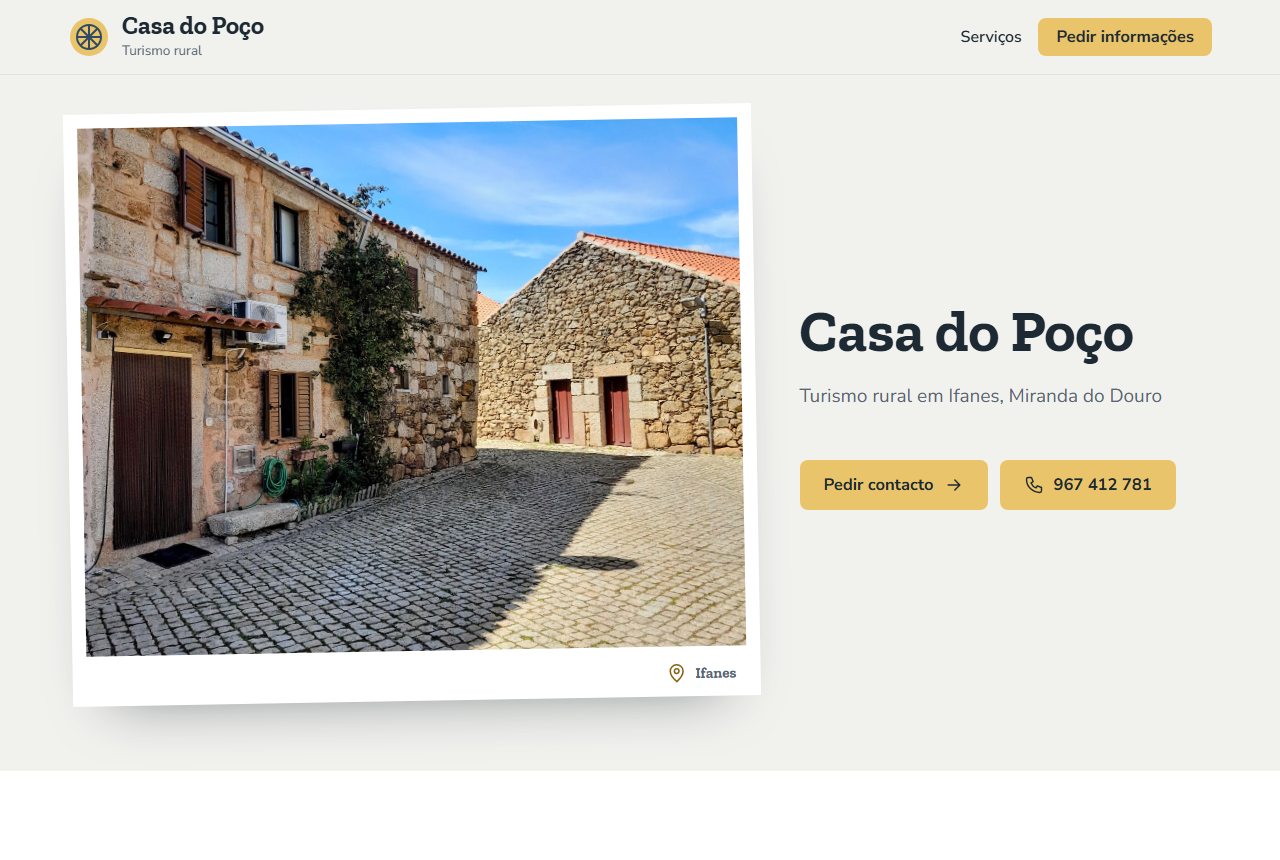 Casa do Poço
Turismo rural
Serviços
Pedir informações
Ifanes
Casa do Poço
Turismo rural em Ifanes, Miranda do Douro
Pedir contacto
967 412 781